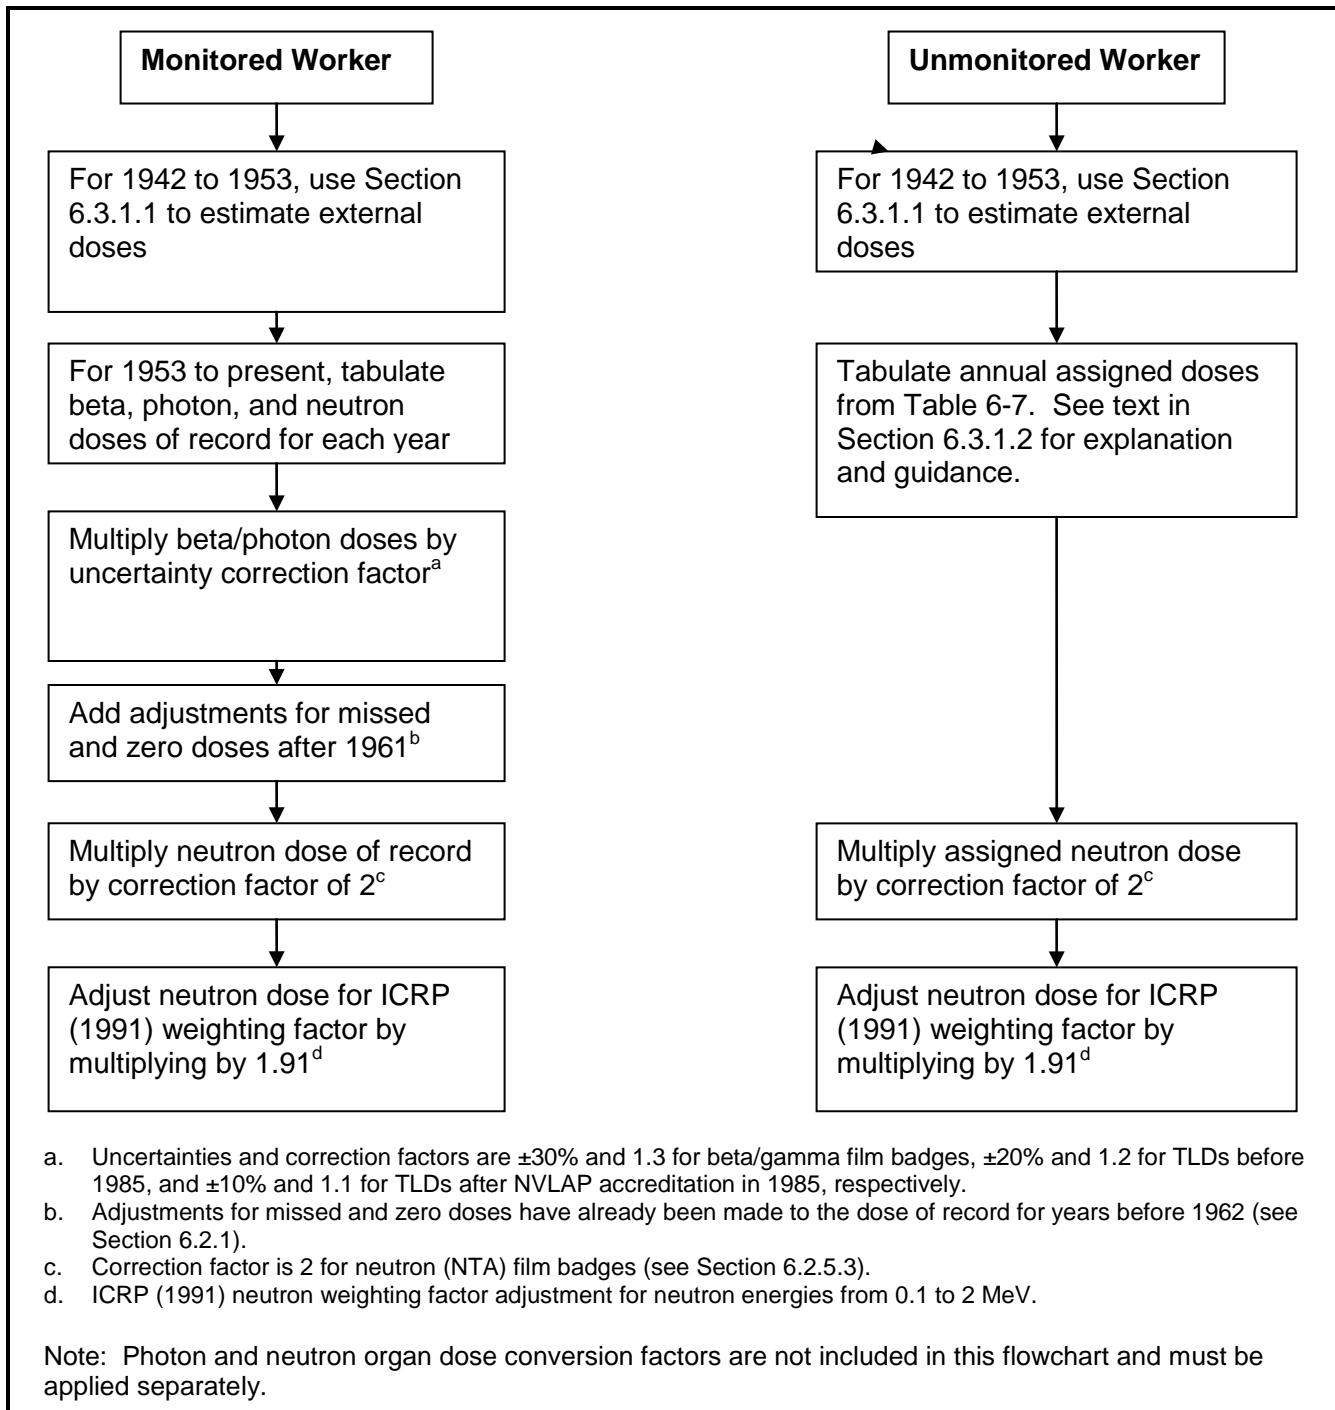 Monitored Worker
For 1942 to 1953, use Section
6.3.1.1 to estimate external
doses
For 1953 to present, tabulate
beta, photon, and neutron
doses of record for each year
Multiply beta/photon doses by
uncertainty correction factorᵃ
Add adjustments for missed
and zero doses after 1961ᵇ
Multiply neutron dose of record
by correction factor of 2ᶜ
Adjust neutron dose for ICRP
(1991) weighting factor by
multiplying by 1.91ᵈ
Unmonitored Worker
For 1942 to 1953, use Section
6.3.1.1 to estimate external
doses
Tabulate annual assigned doses
from Table 6-7. See text in
Section 6.3.1.2 for explanation
and guidance.
Multiply assigned neutron dose
by correction factor of 2ᶜ
Adjust neutron dose for ICRP
(1991) weighting factor by
multiplying by 1.91ᵈ
a. Uncertainties and correction factors are ±30% and 1.3 for beta/gamma film badges, ±20% and 1.2 for TLDs before
1985, and ±10% and 1.1 for TLDs after NVLAP accreditation in 1985, respectively.
b. Adjustments for missed and zero doses have already been made to the dose of record for years before 1962 (see
Section 6.2.1).
c. Correction factor is 2 for neutron (NTA) film badges (see Section 6.2.5.3).
d. ICRP (1991) neutron weighting factor adjustment for neutron energies from 0.1 to 2 MeV.
Note: Photon and neutron organ dose conversion factors are not included in this flowchart and must be
applied separately.